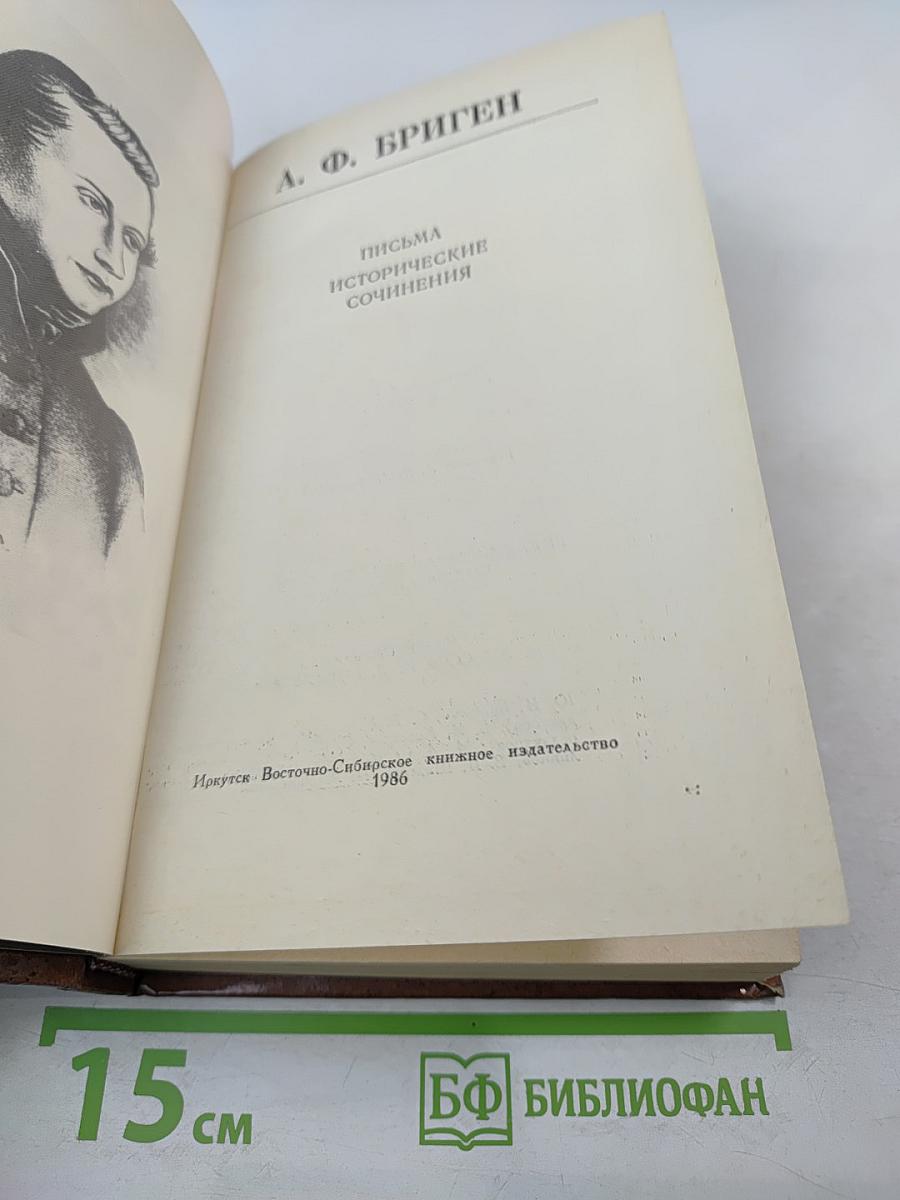 А. Ф. БРИГЕН
ПИСЬМА
ИСТОРИЧЕСКИЕ
СОЧИНЕНИЯ
Иркутск Восточно-Сибирское книжное издательство
1986
15 см
БФ БИБЛИОФАН